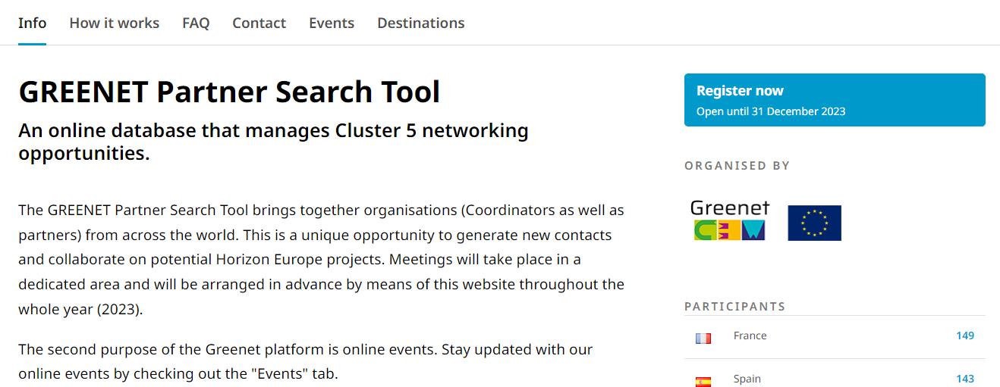 Info How it works FAQ Contact Events Destinations
GREENET Partner Search Tool
An online database that manages Cluster 5 networking
opportunities.
The GREENET Partner Search Tool brings together organisations (Coordinators as well as
partners) from across the world. This is a unique opportunity to generate new contacts
and collaborate on potential Horizon Europe projects. Meetings will take place in a
dedicated area and will be arranged in advance by means of this website throughout the
whole year (2023).
The second purpose of the Greenet platform is online events. Stay updated with our
online events by checking out the "Events" tab.
Register now
Open until 31 December 2023
ORGANISED BY
Greenet
PARTICIPANTS
France 149
Spain 143